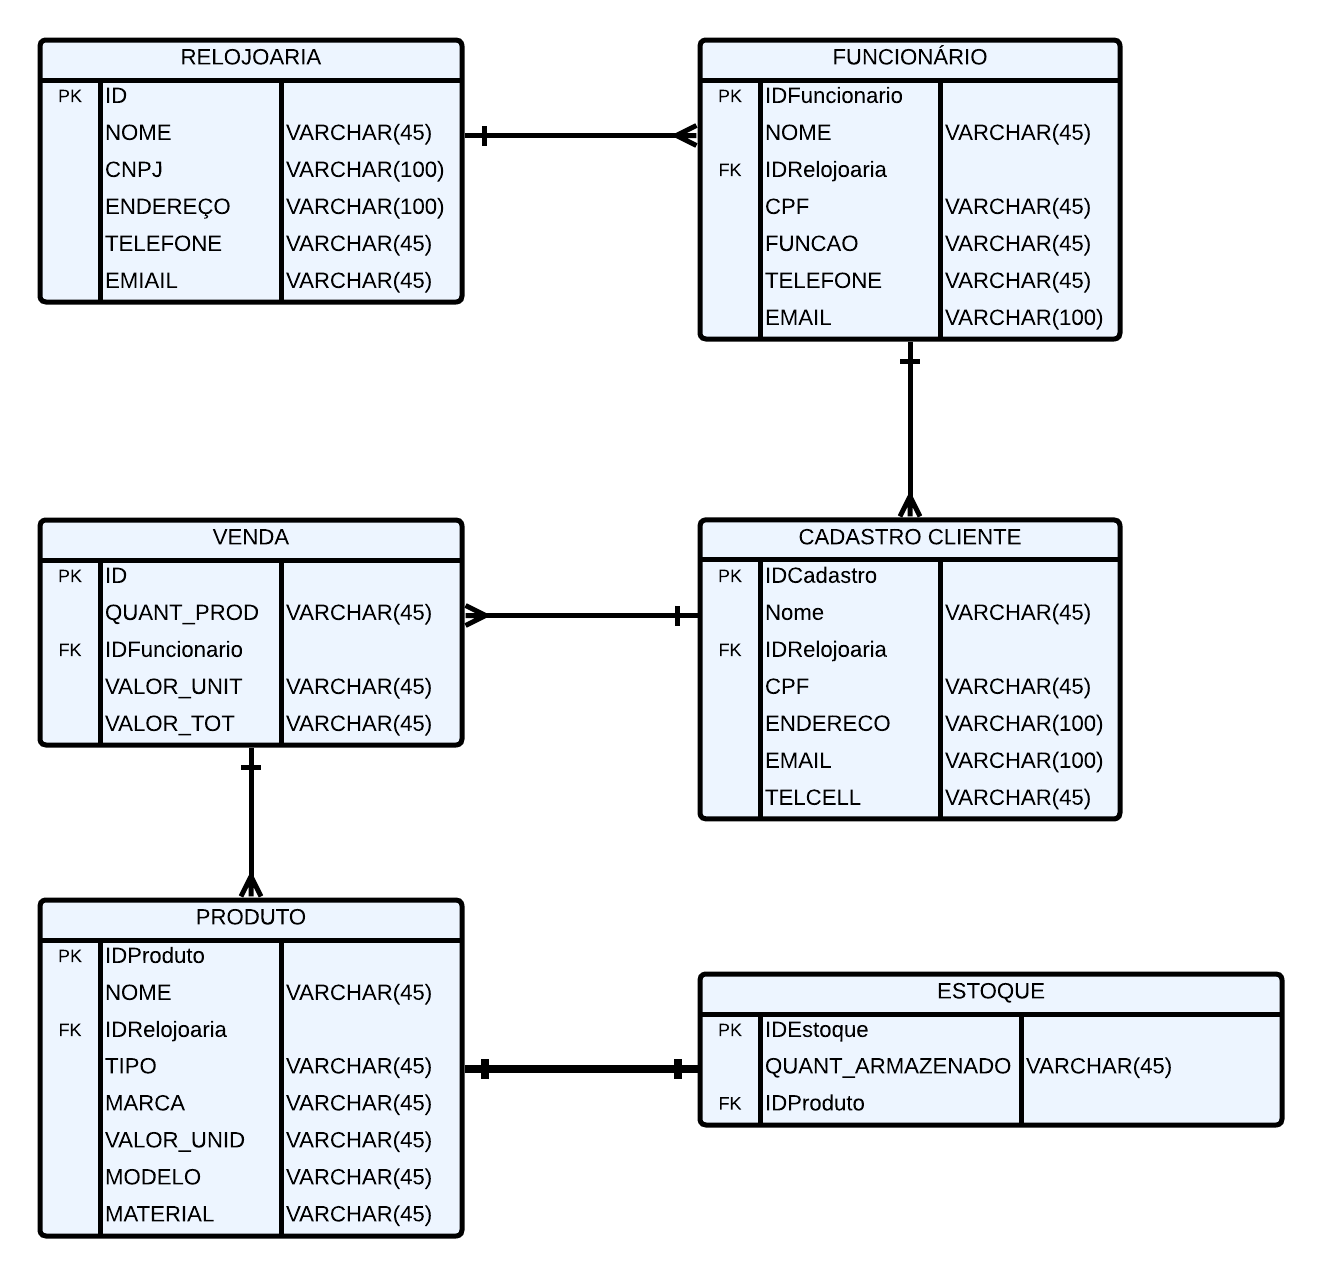 RELOJOARIA
PK ID
NOME VARCHAR(45)
CNPJ VARCHAR(100)
ENDEREÇO VARCHAR(100)
TELEFONE VARCHAR(45)
EMIAIL VARCHAR(45)
FUNCIONÁRIO
PK IDFuncionario
NOME VARCHAR(45)
FK IDRelojoaria
CPF VARCHAR(45)
FUNCAO VARCHAR(45)
TELEFONE VARCHAR(45)
EMAIL VARCHAR(100)
VENDA
PK ID
QUANT_PROD VARCHAR(45)
FK IDFuncionario
VALOR_UNIT VARCHAR(45)
VALOR_TOT VARCHAR(45)
CADASTRO CLIENTE
PK IDCadastro
Nome VARCHAR(45)
FK IDRelojoaria
CPF VARCHAR(45)
ENDERECO VARCHAR(100)
EMAIL VARCHAR(100)
TELCELL VARCHAR(45)
PRODUTO
PK IDProduto
NOME VARCHAR(45)
FK IDRelojoaria
TIPO VARCHAR(45)
MARCA VARCHAR(45)
VALOR_UNID VARCHAR(45)
MODELO VARCHAR(45)
MATERIAL VARCHAR(45)
ESTOQUE
PK IDEstoque
QUANT_ARMAZENADO VARCHAR(45)
FK IDProduto